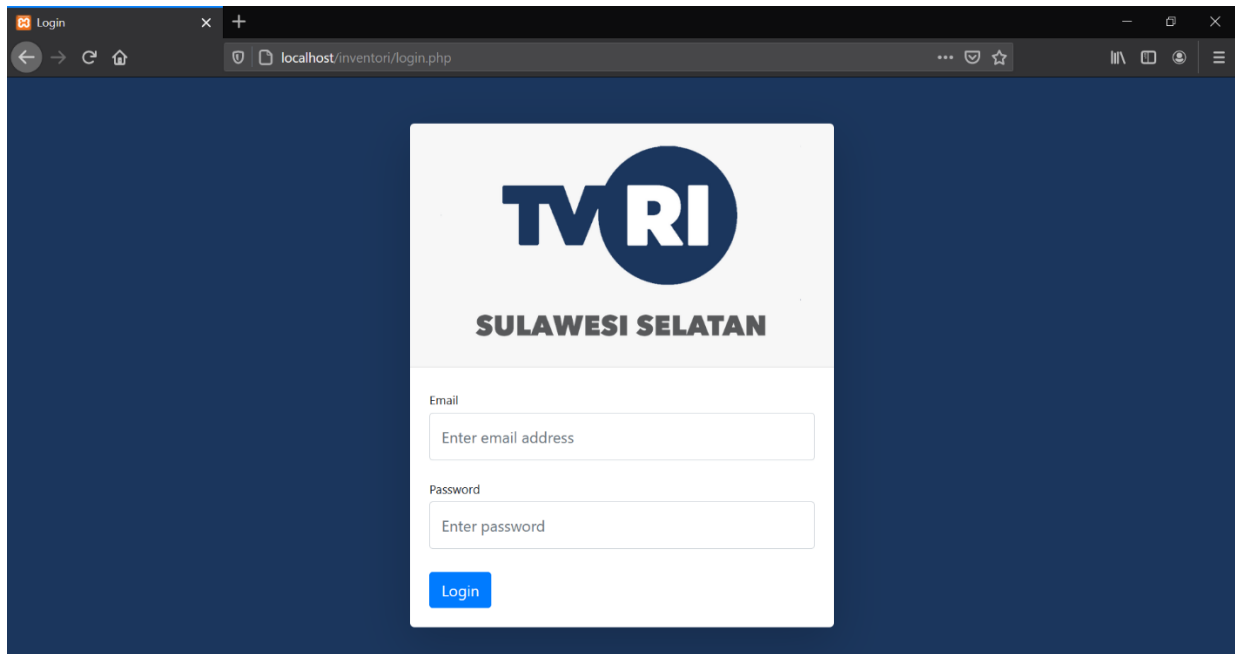 Login
localhost/inventori/login.php
TVRI
SULAWESI SELATAN
Email
Enter email address
Password
Enter password
Login